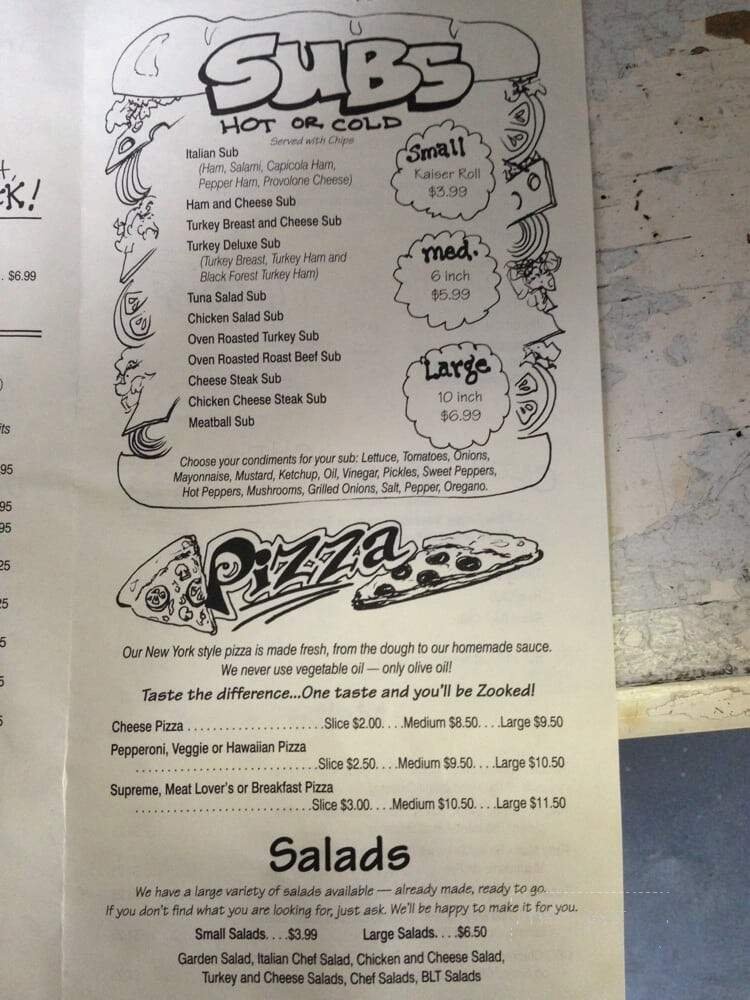 SUBS
HOT OR COLD
Served with Chips
Italian Sub
(Ham, Salami, Capicola Ham,
Pepper Ham, Provolone Cheese)
Ham and Cheese Sub
Turkey Breast and Cheese Sub
Turkey Deluxe Sub
(Turkey Breast, Turkey Ham and
Black Forest Turkey Ham)
Tuna Salad Sub
Chicken Salad Sub
Oven Roasted Turkey Sub
Oven Roasted Roast Beef Sub
Cheese Steak Sub
Chicken Cheese Steak Sub
Meatball Sub
Small
Kaiser Roll
$3.99
med.
6 inch
$5.99
Large
10 inch
$6.99
Choose your condiments for your sub: Lettuce, Tomatoes, Onions,
Mayonnaise, Mustard, Ketchup, Oil, Vinegar, Pickles, Sweet Peppers,
Hot Peppers, Mushrooms, Grilled Onions, Salt, Pepper, Oregano.
Pizza
Our New York style pizza is made fresh, from the dough to our homemade sauce.
We never use vegetable oil — only olive oil!
Taste the difference...One taste and you'll be Zooked!
Cheese Pizza . . . . . . . . . . . . . . . . . . . . . . .Slice $2.00. . . .Medium $8.50. . . .Large $9.50
Pepperoni, Veggie or Hawaiian Pizza
. . . . . . . . . . . . . . . . . . . . . . . . . . . . . .Slice $2.50. . . .Medium $9.50. . . .Large $10.50
Supreme, Meat Lover's or Breakfast Pizza
. . . . . . . . . . . . . . . . . . . . . . . . . . . . .Slice $3.00. . . .Medium $10.50. . . .Large $11.50
Salads
We have a large variety of salads available — already made, ready to go.
If you don't find what you are looking for, just ask. We'll be happy to make it for you.
Small Salads. . . .$3.99 Large Salads. . . .$6.50
Garden Salad, Italian Chef Salad, Chicken and Cheese Salad,
Turkey and Cheese Salads, Chef Salads, BLT Salads
. $6.99
95
95
95
25